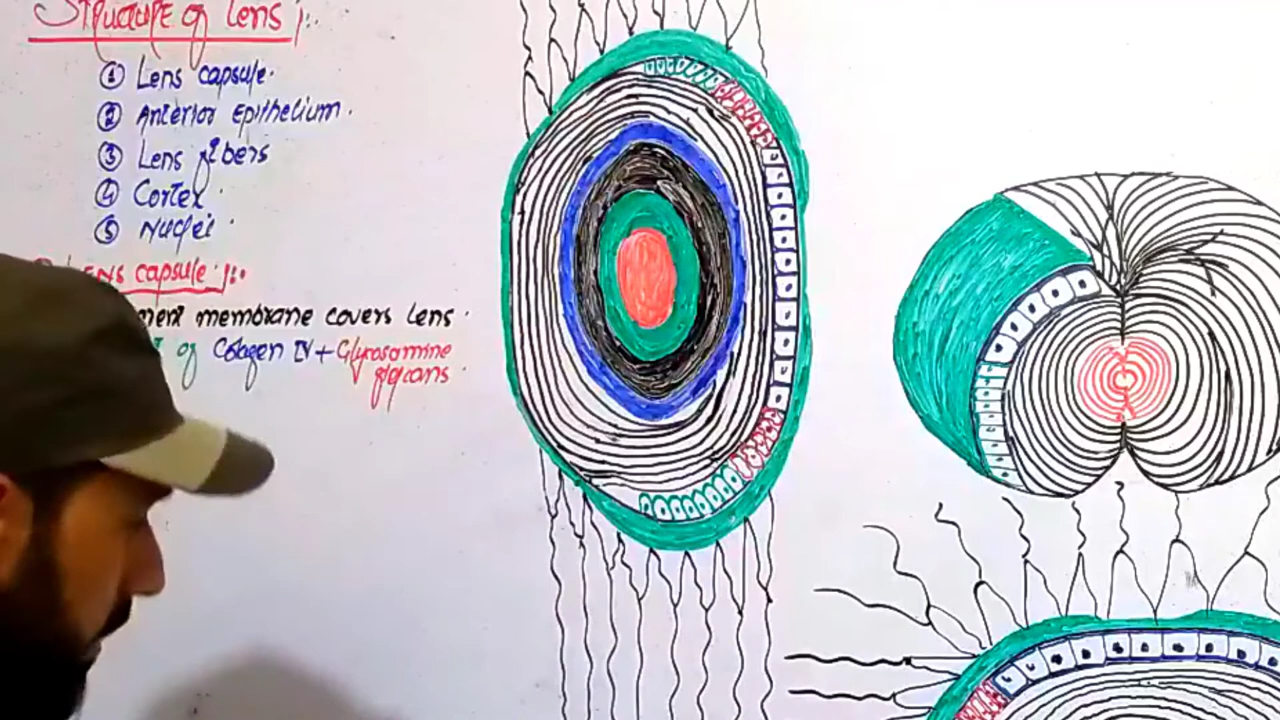 Structure of Lens :-
① Lens capsule.
② Anterior Epithelium.
③ Lens fibers
④ Cortex.
⑤ Nuclei.
Lens capsule :-
membrane covers Lens.
of Colagen IV + Glycosamine
glycans.